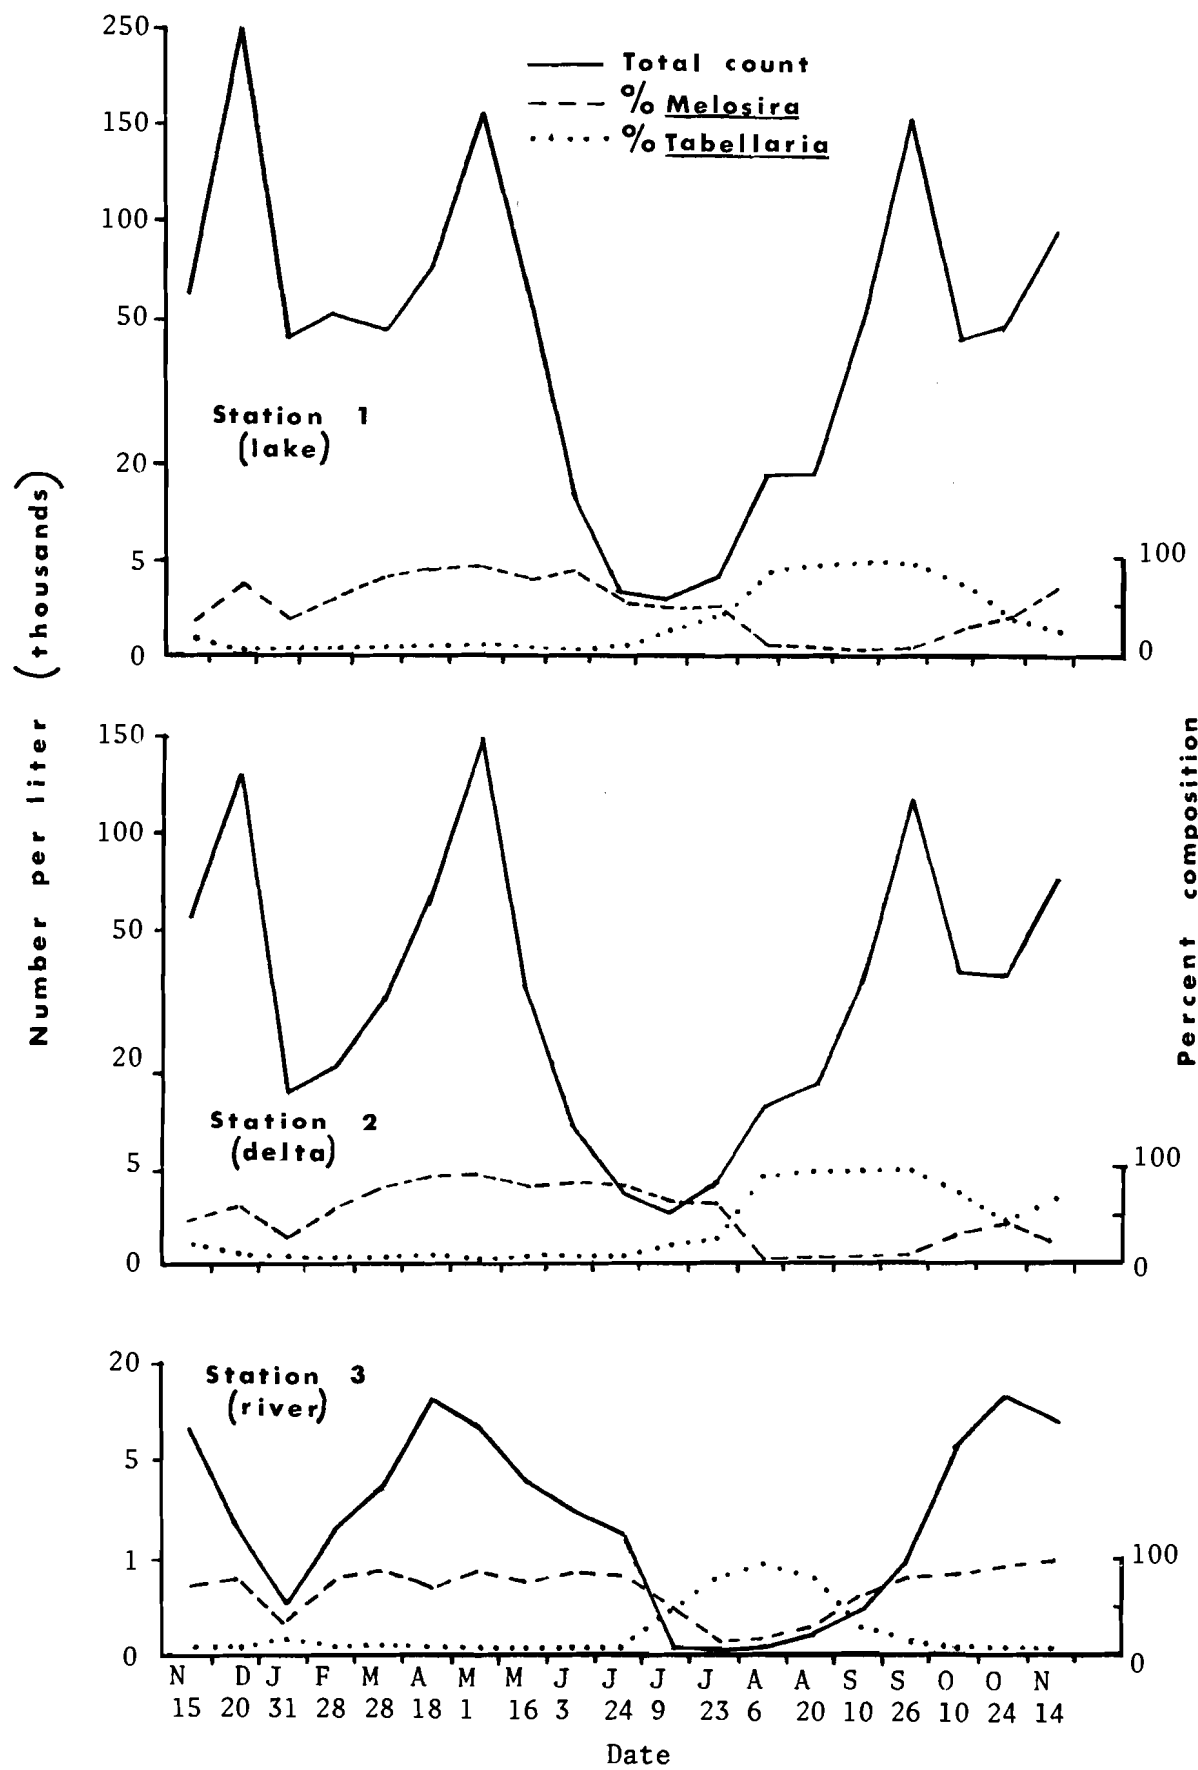 Number per liter (thousands)
Percent composition
Total count
% Melosira
% Tabellaria
250
150
100
50
20
5
0
Station 1
(lake)
100
0
150
100
50
20
5
0
Station 2
(delta)
100
0
20
5
1
0
Station 3
(river)
100
0
N D J F M A M M J J J J A A S S O O N
15 20 31 28 28 18 1 16 3 24 9 23 6 20 10 26 10 24 14
Date